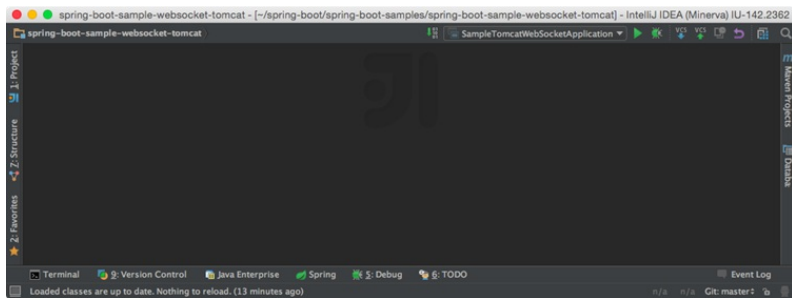 spring-boot-sample-websocket-tomcat - [~/spring-boot/spring-boot-samples/spring-boot-sample-websocket-tomcat] - IntelliJ IDEA (Minerva) IU-142.2362
spring-boot-sample-websocket-tomcat
SampleTomcatWebSocketApplication
VCS
VCS
1: Project
Z: Structure
2: Favorites
m
Maven Projects
Databa
Terminal
9: Version Control
Java Enterprise
Spring
5: Debug
6: TODO
Event Log
Loaded classes are up to date. Nothing to reload. (13 minutes ago)
n/a
n/a
Git: master